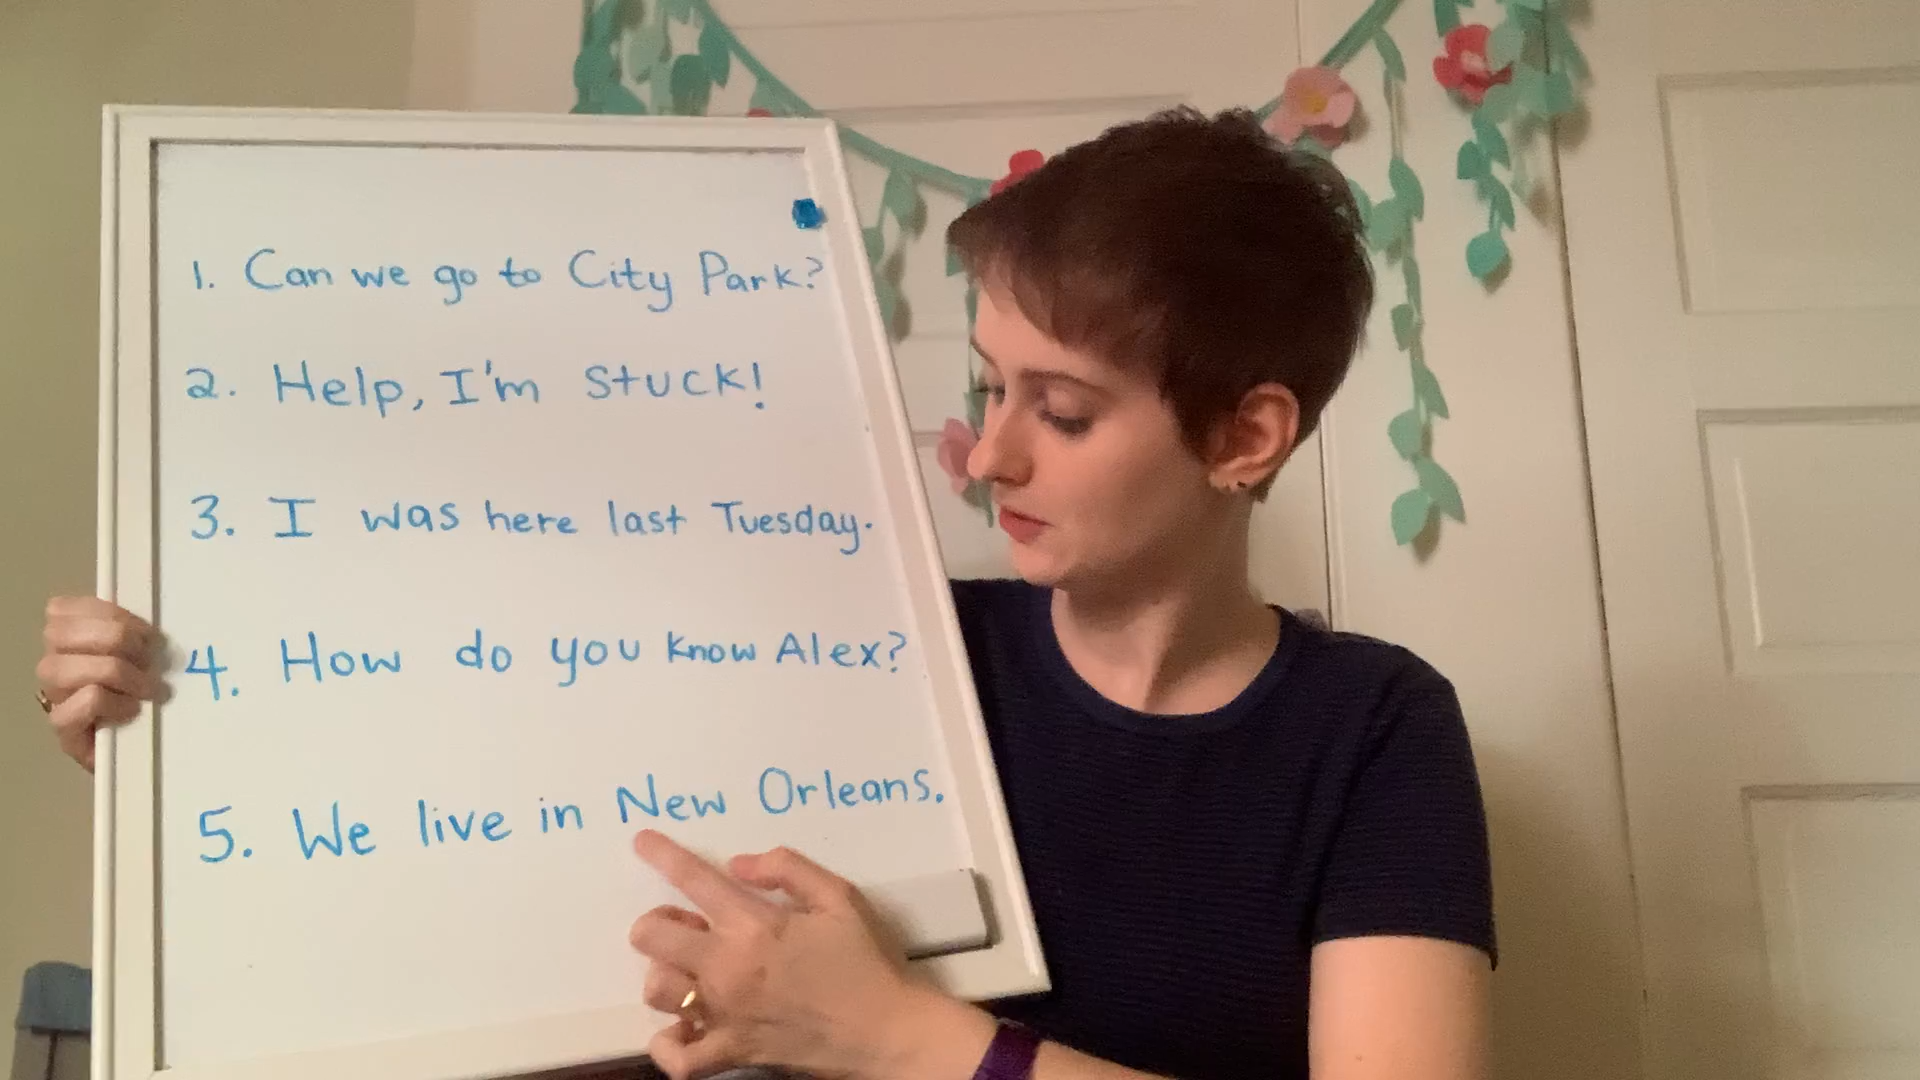 1. Can we go to City Park?
2. Help, I'm stuck!
3. I was here last Tuesday.
4. How do you know Alex?
5. We live in New Orleans.